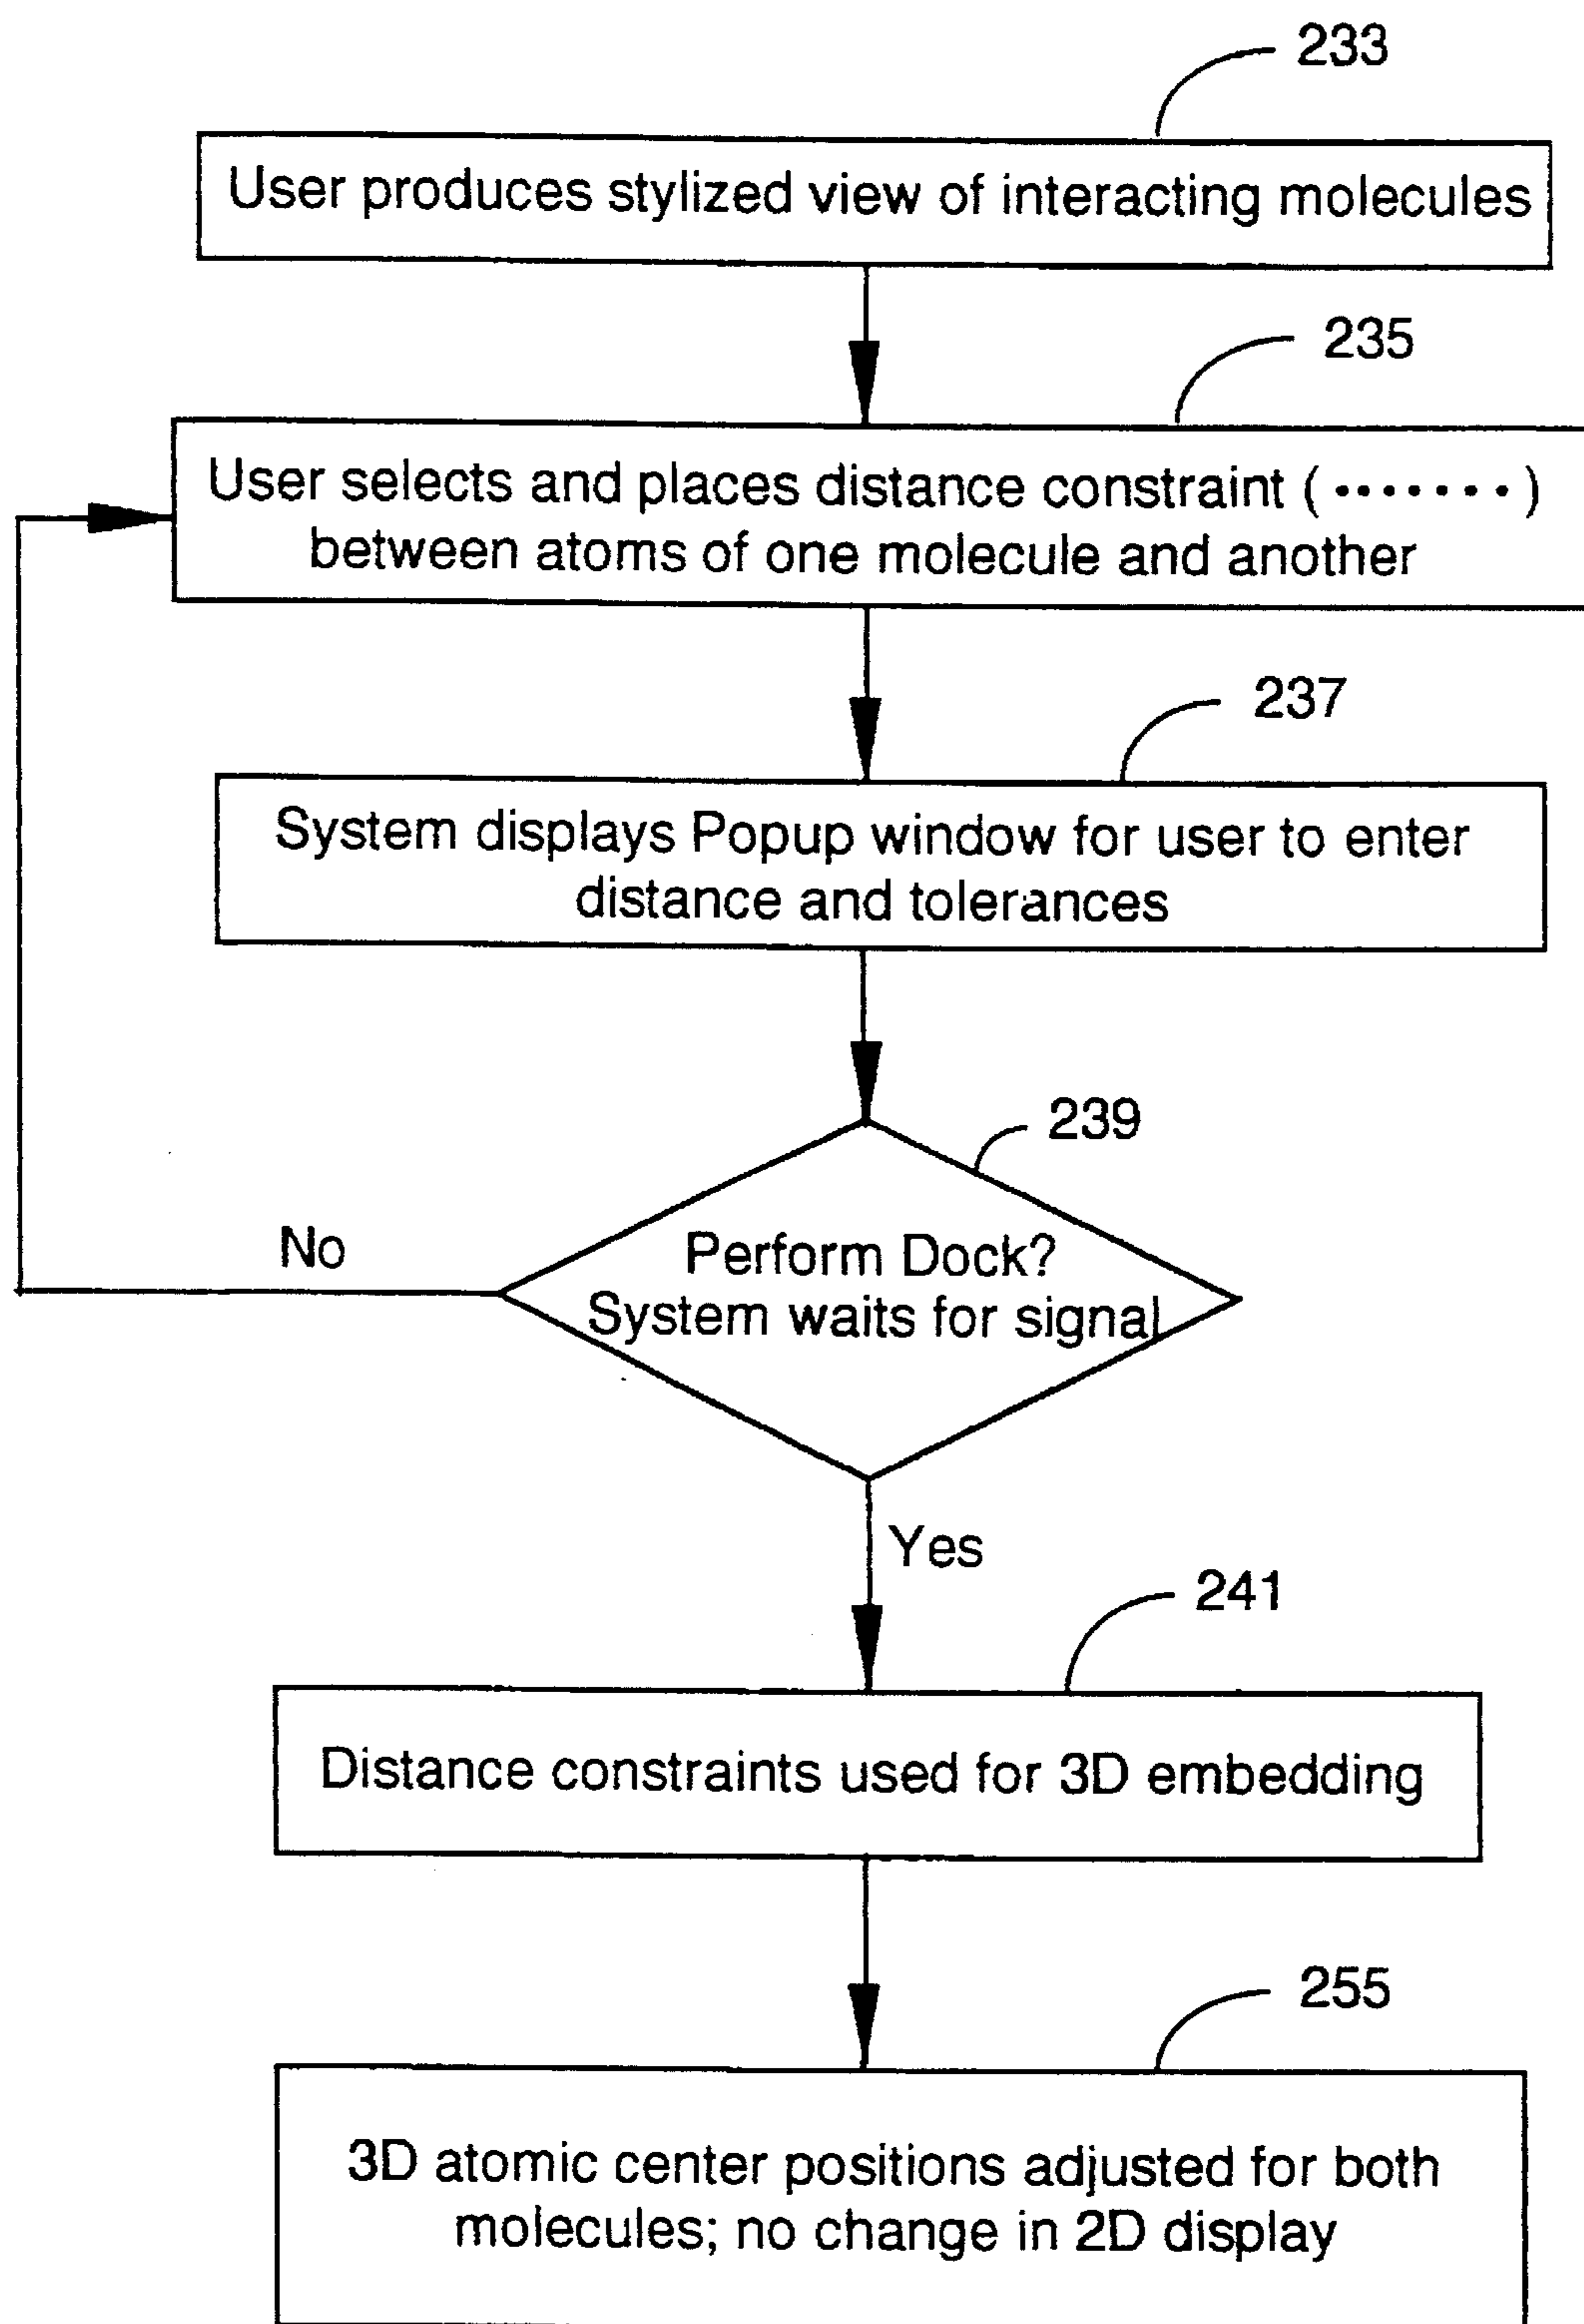 233
User produces stylized view of interacting molecules
235
User selects and places distance constraint ( ······· )
between atoms of one molecule and another
237
System displays Popup window for user to enter
distance and tolerances
239
Perform Dock?
System waits for signal
No
Yes
241
Distance constraints used for 3D embedding
255
3D atomic center positions adjusted for both
molecules; no change in 2D display